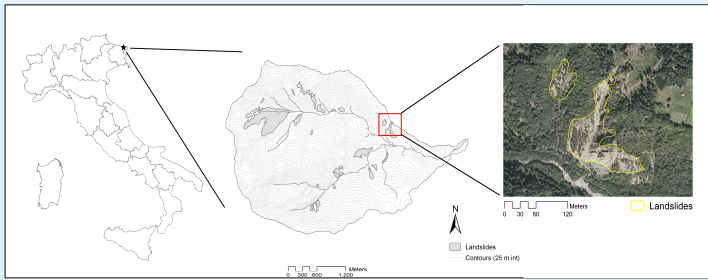 N
Landslides
Contours (25 m int)
Meters
0 300 600 1,200
Meters
0 30 60 120
Landslides